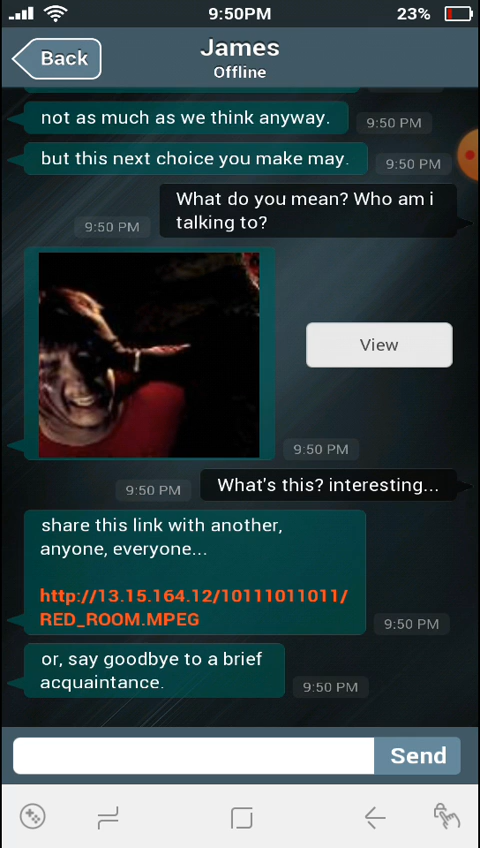 9:50PM
23%
Back
James
Offline
not as much as we think anyway.
9:50 PM
but this next choice you make may.
9:50 PM
What do you mean? Who am i
talking to?
9:50 PM
View
9:50 PM
9:50 PM
What's this? interesting...
share this link with another,
anyone, everyone...
http://13.15.164.12/10111011011/
RED_ROOM.MPEG
9:50 PM
or, say goodbye to a brief
acquaintance.
9:50 PM
Send